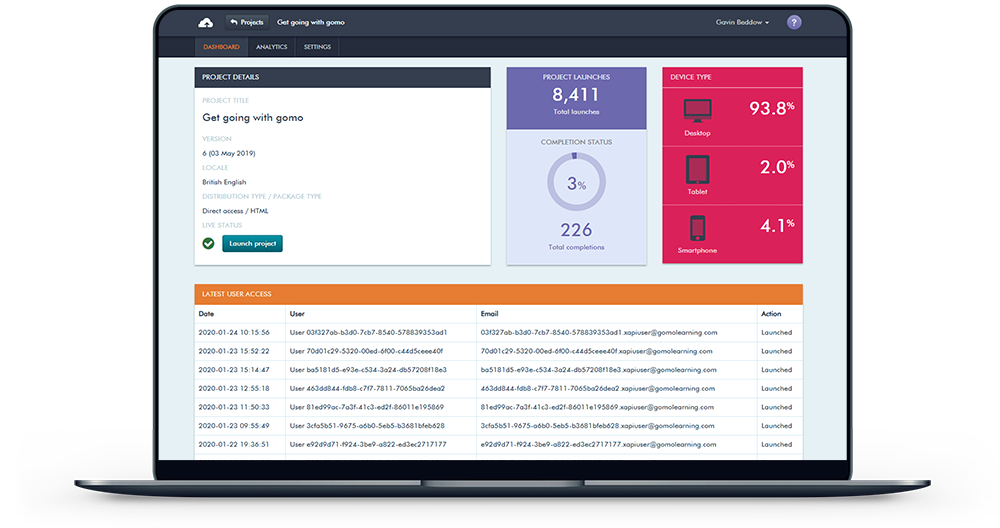 Projects
Get going with gomo
Gavin Beddow
?
DASHBOARD
ANALYTICS
SETTINGS
PROJECT DETAILS
PROJECT TITLE
Get going with gomo
VERSION
6 (03 May 2019)
LOCALE
British English
DISTRIBUTION TYPE / PACKAGE TYPE
Direct access / HTML
LIVE STATUS
Launch project
PROJECT LAUNCHES
8,411
Total launches
COMPLETION STATUS
3%
226
Total completions
DEVICE TYPE
93.8%
Desktop
2.0%
Tablet
4.1%
Smartphone
LATEST USER ACCESS
Date User Email Action
2020-01-24 10:15:56 User 03f327ab-b3d0-7cb7-8540-578839353ad1 03f327ab-b3d0-7cb7-8540-578839353ad1.xapiuser@gomolearning.com Launched
2020-01-23 15:52:22 User 70d01c29-5320-00ed-6f00-c44d5ceee40f 70d01c29-5320-00ed-6f00-c44d5ceee40f.xapiuser@gomolearning.com Launched
2020-01-23 15:14:47 User ba5181d5-e93e-c534-3a24-db57208f18e3 ba5181d5-e93e-c534-3a24-db57208f18e3.xapiuser@gomolearning.com Launched
2020-01-23 12:55:18 User 463dd844-fdb8-c7f7-7811-7065ba26dea2 463dd844-fdb8-c7f7-7811-7065ba26dea2.xapiuser@gomolearning.com Launched
2020-01-23 11:50:33 User 81ed99ac-7a3f-41c3-ed2f-86011e195869 81ed99ac-7a3f-41c3-ed2f-86011e195869.xapiuser@gomolearning.com Launched
2020-01-23 09:55:49 User 3cfa5b51-9675-a6b0-5eb5-b3681bfeb628 3cfa5b51-9675-a6b0-5eb5-b3681bfeb628.xapiuser@gomolearning.com Launched
2020-01-22 19:36:51 User e92d9d71-f924-3be9-a822-ed3ec2717177 e92d9d71-f924-3be9-a822-ed3ec2717177.xapiuser@gomolearning.com Launched